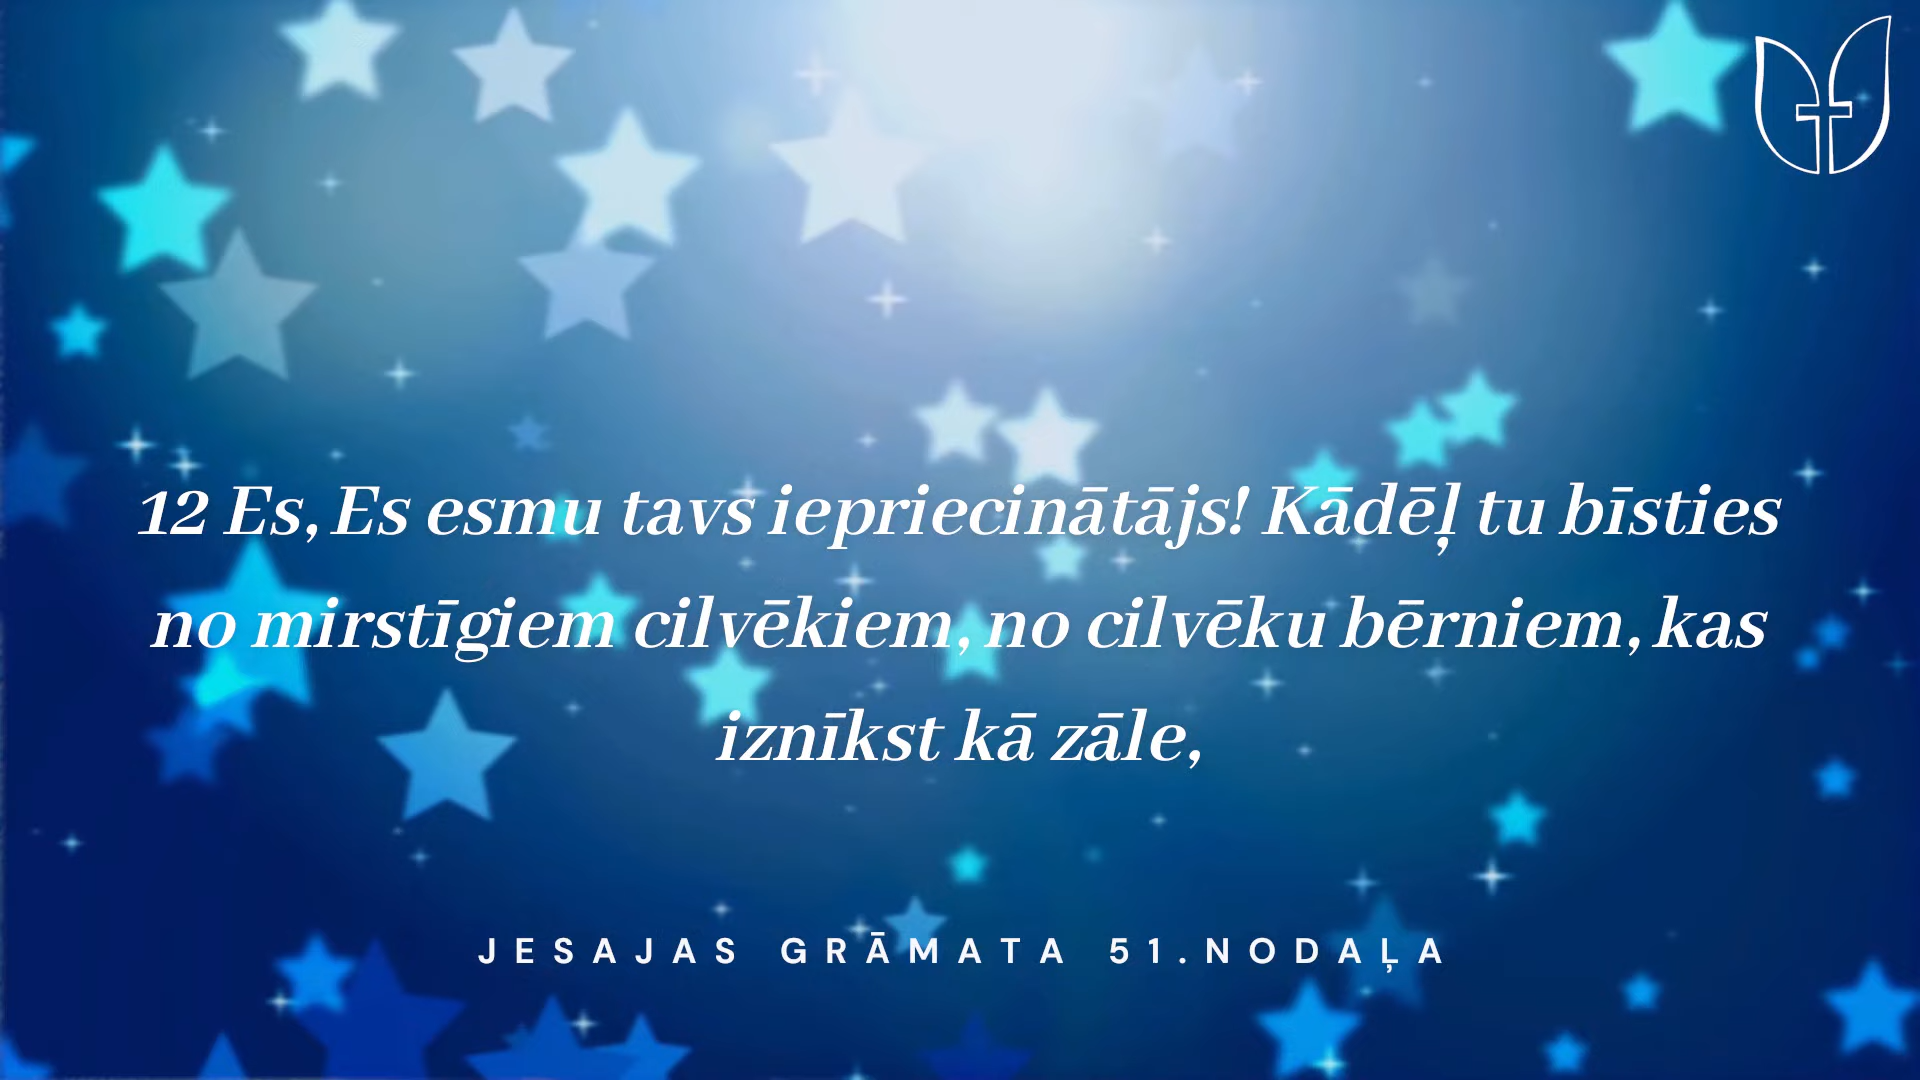 12 Es, Es esmu tavs iepriecinātājs! Kādēļ tu bīsties
no mirstīgiem cilvēkiem, no cilvēku bērniem, kas
iznīkst kā zāle,
JESAJAS GRĀMATA 51.NODAĻA